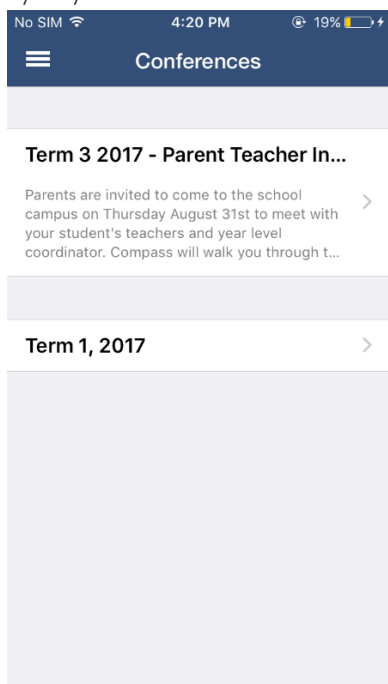 No SIM 4:20 PM 19%
Conferences
Term 3 2017 - Parent Teacher In...
Parents are invited to come to the school
campus on Thursday August 31st to meet with
your student's teachers and year level
coordinator. Compass will walk you through t...
Term 1, 2017